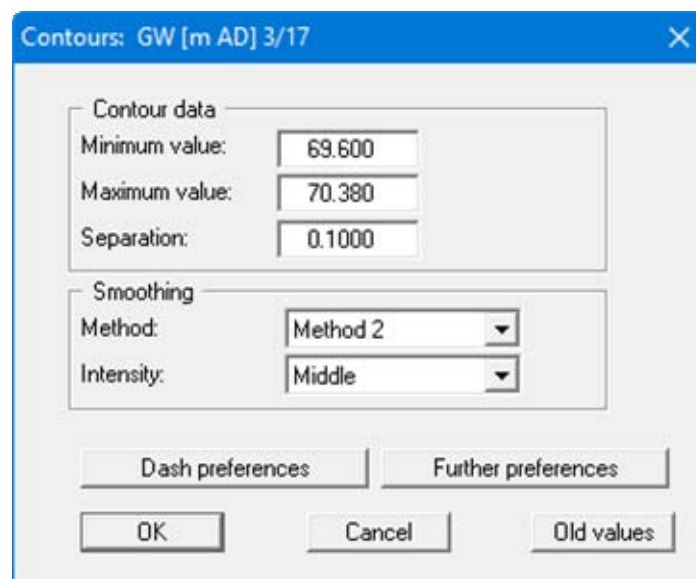 Contours: GW [m AD] 3/17
Contour data
Minimum value: 69.600
Maximum value: 70.380
Separation: 0.1000
Smoothing
Method: Method 2
Intensity: Middle
Dash preferences Further preferences
OK Cancel Old values